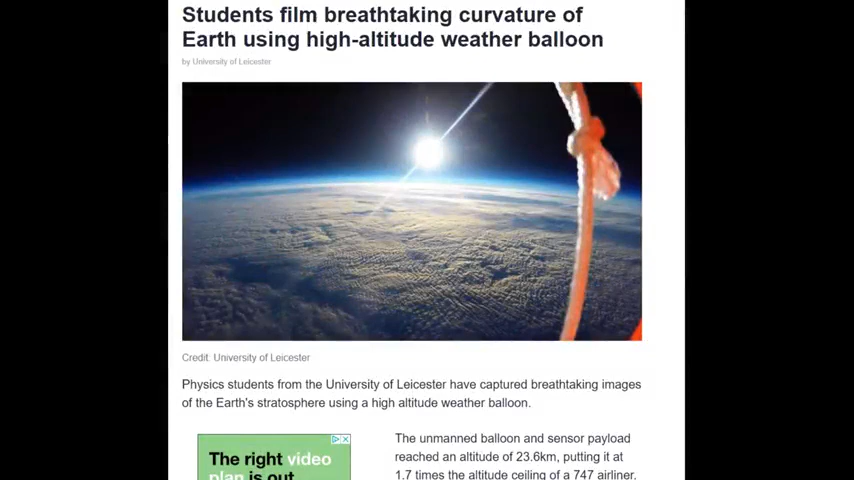 Students film breathtaking curvature of
Earth using high-altitude weather balloon
by University of Leicester
Credit: University of Leicester
Physics students from the University of Leicester have captured breathtaking images
of the Earth's stratosphere using a high altitude weather balloon.
The right video
plan is out
The unmanned balloon and sensor payload
reached an altitude of 23.6km, putting it at
1.7 times the altitude ceiling of a 747 airliner.